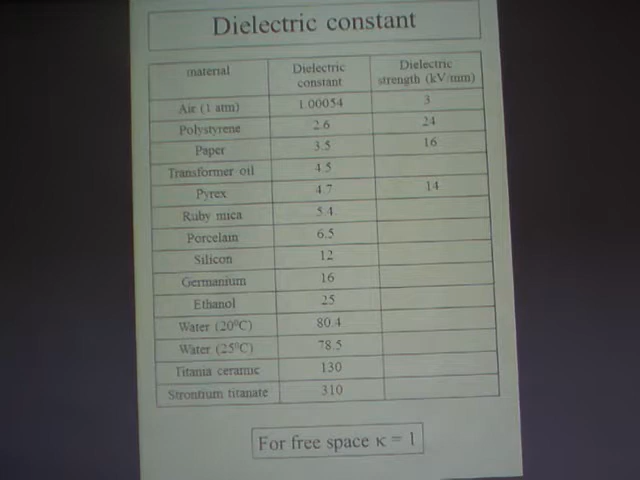 Dielectric constant
material Dielectric constant Dielectric strength (kV/mm)
Air (1 atm) 1.00054 3
Polystyrene 2.6 24
Paper 3.5 16
Transformer oil 4.5
Pyrex 4.7 14
Ruby mica 5.4
Porcelain 6.5
Silicon 12
Germanium 16
Ethanol 25
Water (20⁰C) 80.4
Water (25⁰C) 78.5
Titania ceramic 130
Strontium titanate 310
For free space κ = 1